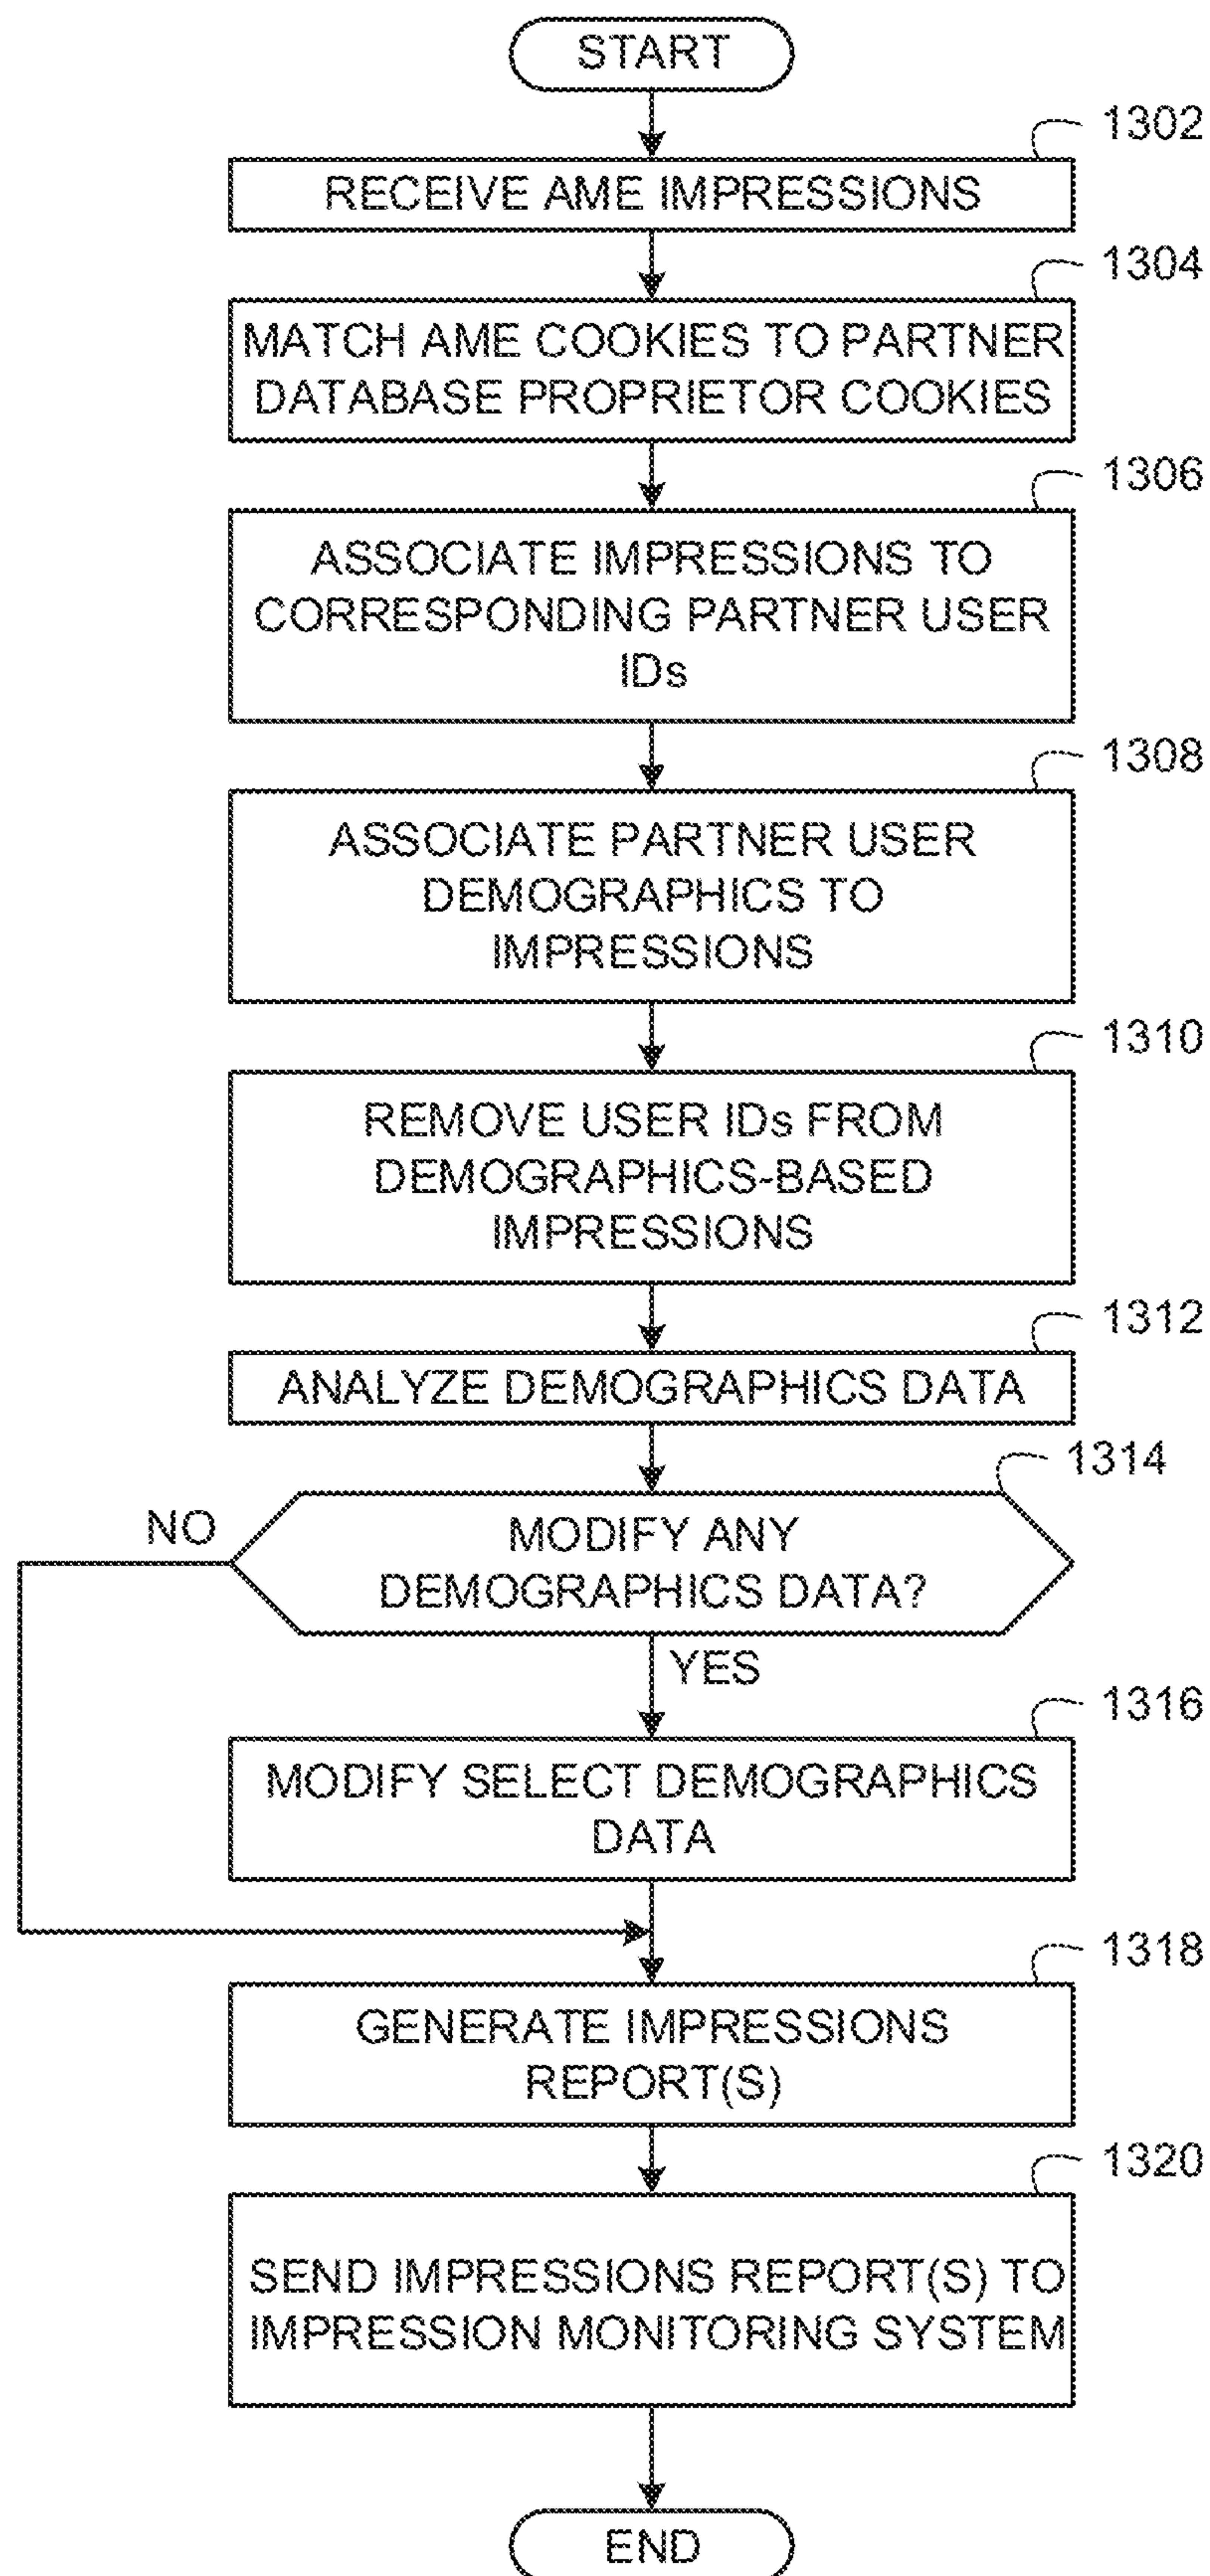 START
1302
RECEIVE AME IMPRESSIONS
1304
MATCH AME COOKIES TO PARTNER
DATABASE PROPRIETOR COOKIES
1306
ASSOCIATE IMPRESSIONS TO
CORRESPONDING PARTNER USER
IDs
1308
ASSOCIATE PARTNER USER
DEMOGRAPHICS TO
IMPRESSIONS
1310
REMOVE USER IDs FROM
DEMOGRAPHICS-BASED
IMPRESSIONS
1312
ANALYZE DEMOGRAPHICS DATA
1314
NO
MODIFY ANY
DEMOGRAPHICS DATA?
YES
1316
MODIFY SELECT DEMOGRAPHICS
DATA
1318
GENERATE IMPRESSIONS
REPORT(S)
1320
SEND IMPRESSIONS REPORT(S) TO
IMPRESSION MONITORING SYSTEM
END